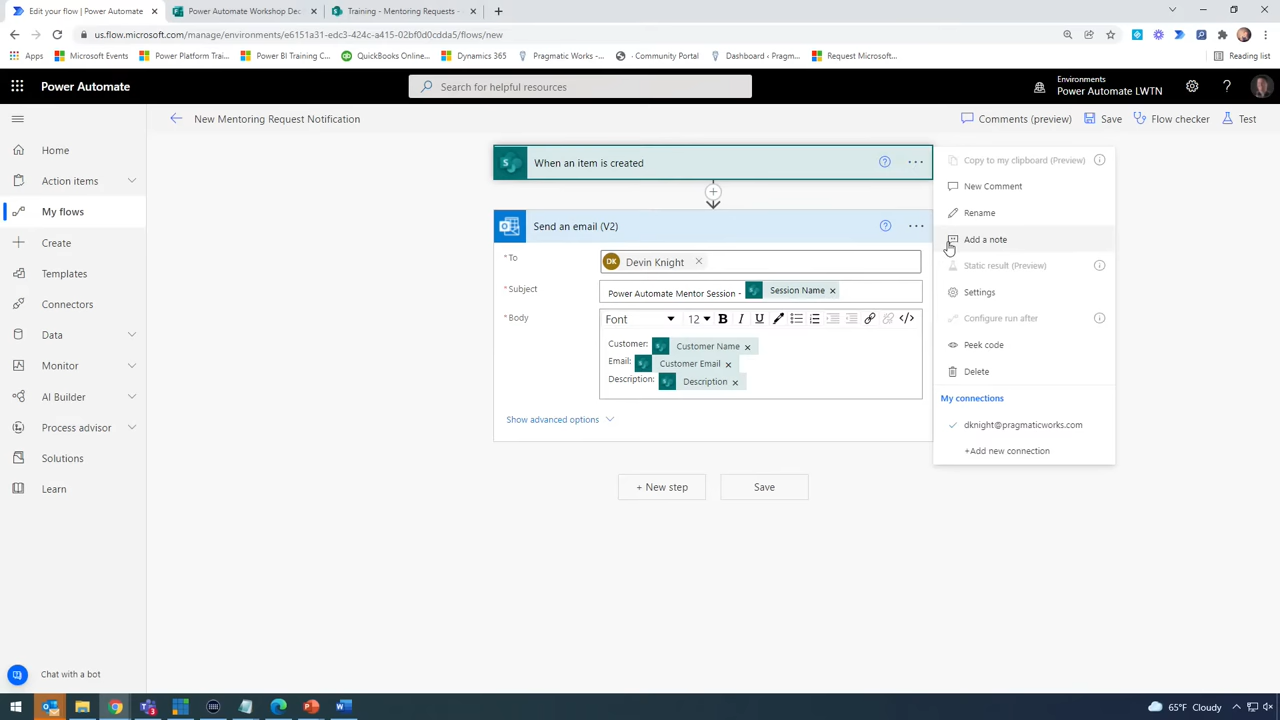 Edit your flow | Power Automate
Power Automate Workshop Dec
Training - Mentoring Requests -
us.flow.microsoft.com/manage/environments/e6151a31-edc3-424c-a415-02bf0d0cdda5/flows/new
Apps
Microsoft Events
Power Platform Trai...
Power BI Training C...
QuickBooks Online...
Dynamics 365
Pragmatic Works -...
- Community Portal
Dashboard ‹ Pragm...
Request Microsoft...
Reading list
Power Automate
Search for helpful resources
Environments
Power Automate LWTN
New Mentoring Request Notification
Comments (preview)
Save
Flow checker
Test
Home
Action items
My flows
Create
Templates
Connectors
Data
Monitor
AI Builder
Process advisor
Solutions
Learn
Chat with a bot
When an item is created
Send an email (V2)
* To
DK Devin Knight
* Subject
Power Automate Mentor Session - Session Name
* Body
Font 12 B I U </>
Customer: Customer Name
Email: Customer Email
Description: Description
Show advanced options
+ New step
Save
Copy to my clipboard (Preview)
New Comment
Rename
Add a note
Static result (Preview)
Settings
Configure run after
Peek code
Delete
My connections
dknight@pragmaticworks.com
+Add new connection
65°F Cloudy